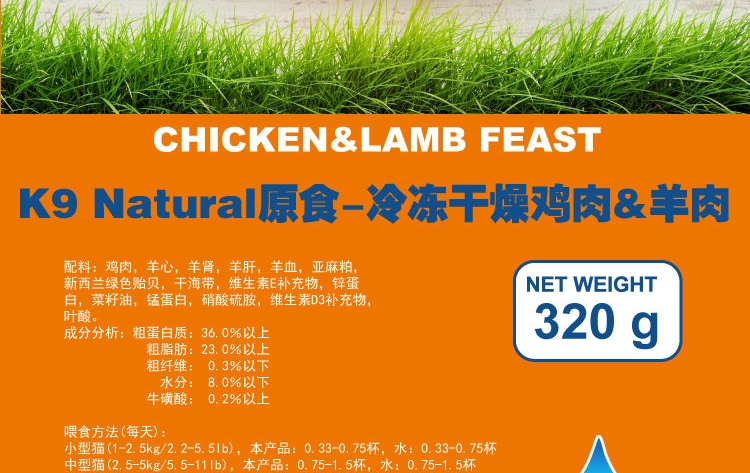 CHICKEN&LAMB FEAST
K9 Natural原食-冷冻干燥鸡肉&羊肉
配料：鸡肉，羊心，羊肾，羊肝，羊血，亚麻粕，
新西兰绿色贻贝，干海带，维生素E补充物，锌蛋
白，菜籽油，锰蛋白，硝酸硫胺，维生素D3补充物，
叶酸。
成分分析：粗蛋白质：36.0%以上
粗脂肪：23.0%以上
粗纤维： 0.3%以下
水分： 8.0%以下
牛磺酸： 0.2%以上
NET WEIGHT
320 g
喂食方法(每天)：
小型猫(1-2.5kg/2.2-5.5lb)，本产品：0.33-0.75杯，水：0.33-0.75杯
中型猫(2.5-5kg/5.5-11lb)，本产品：0.75-1.5杯，水：0.75-1.5杯